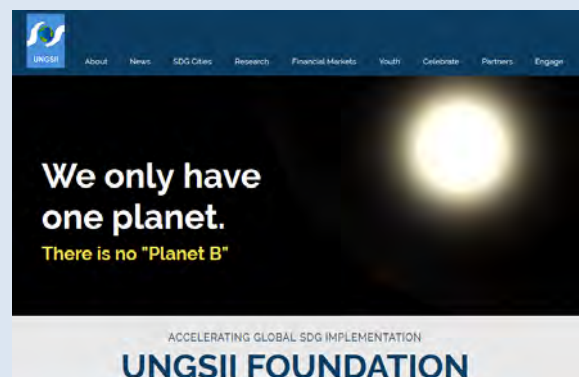 UNGSII
About News SDG Cities Research Financial Markets Youth Celebrate Partners Engage
We only have
one planet.
There is no "Planet B"
ACCELERATING GLOBAL SDG IMPLEMENTATION
UNGSII FOUNDATION